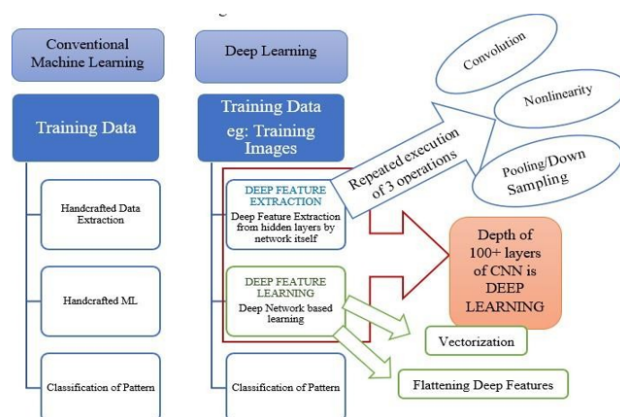 Conventional
Machine Learning
Training Data
Handcrafted Data
Extraction
Handcrafted ML
Classification of Pattern
Deep Learning
Training Data
eg: Training
Images
DEEP FEATURE
EXTRACTION
Deep Feature Extraction
from hidden layers by
network itself
DEEP FEATURE
LEARNING
Deep Network based
learning
Classification of Pattern
Repeated execution
of 3 operations
Convolution
Nonlinearity
Pooling/Down
Sampling
Depth of
100+ layers
of CNN is
DEEP
LEARNING
Vectorization
Flattening Deep Features